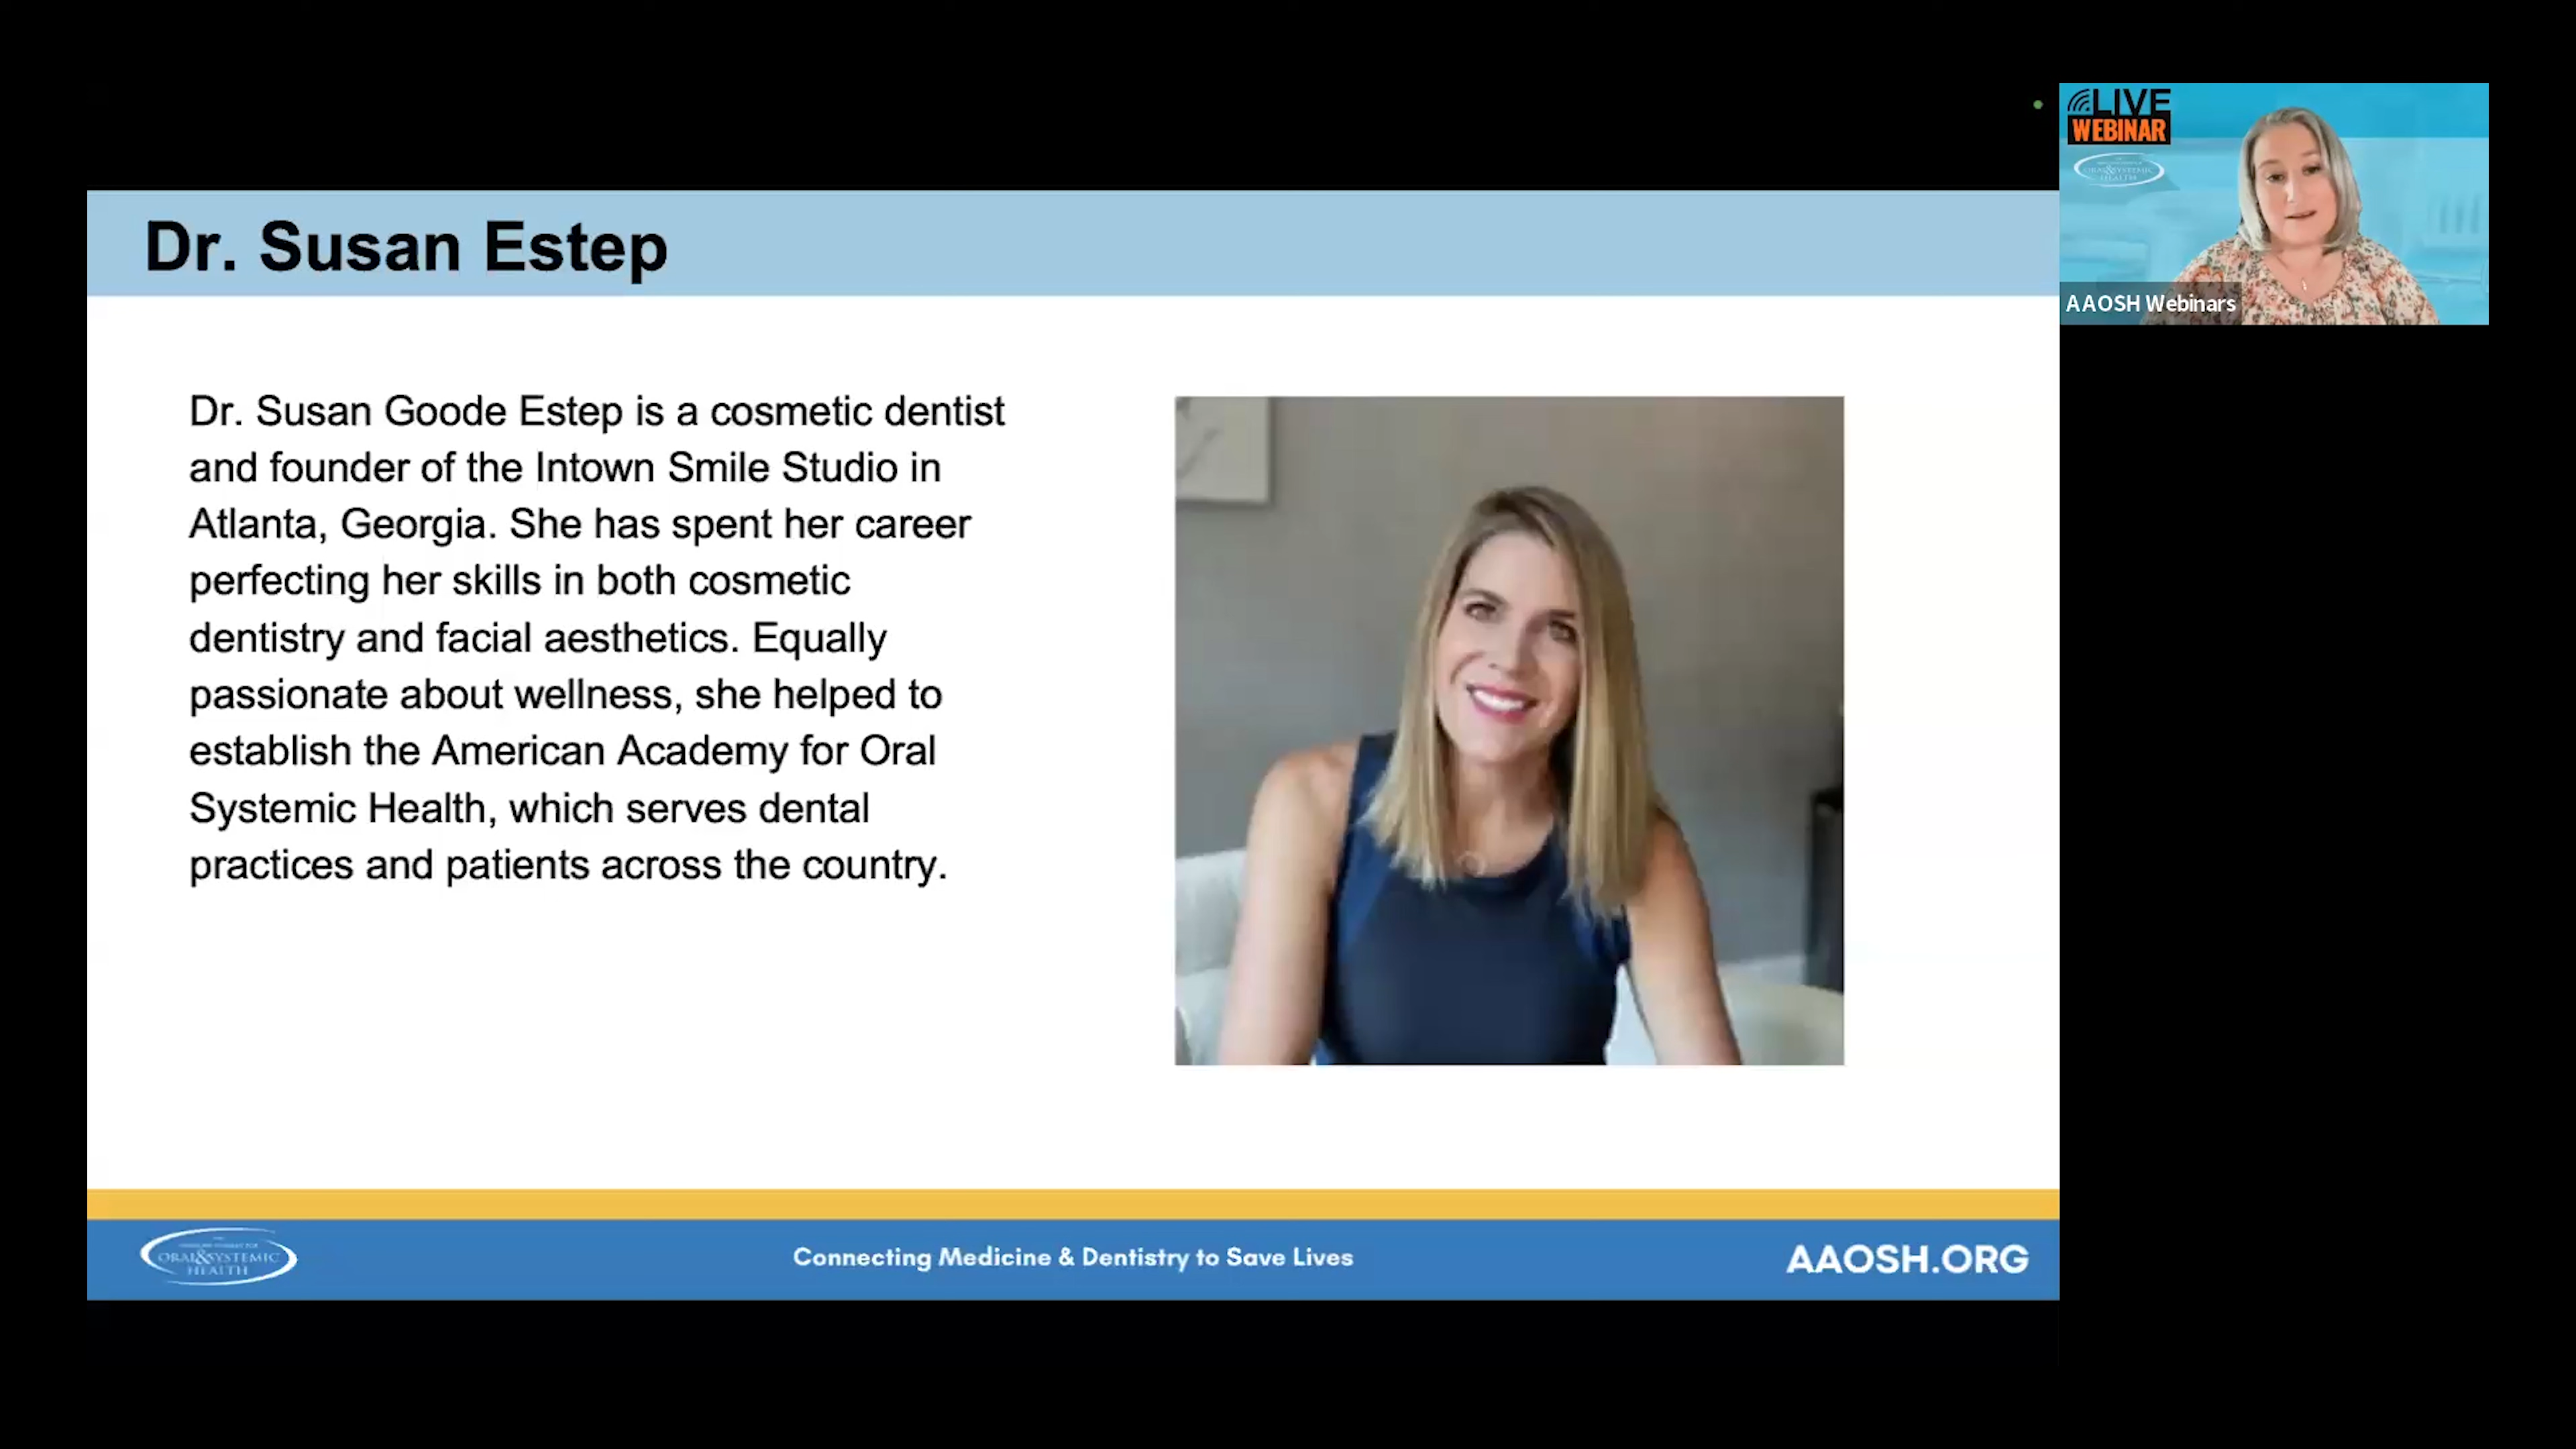 Dr. Susan Estep
Dr. Susan Goode Estep is a cosmetic dentist
and founder of the Intown Smile Studio in
Atlanta, Georgia. She has spent her career
perfecting her skills in both cosmetic
dentistry and facial aesthetics. Equally
passionate about wellness, she helped to
establish the American Academy for Oral
Systemic Health, which serves dental
practices and patients across the country.
ORAL&SYSTEMIC
HEALTH
Connecting Medicine & Dentistry to Save Lives
AAOSH.ORG
LIVE
WEBINAR
ORAL&SYSTEMIC
HEALTH
AAOSH Webinars